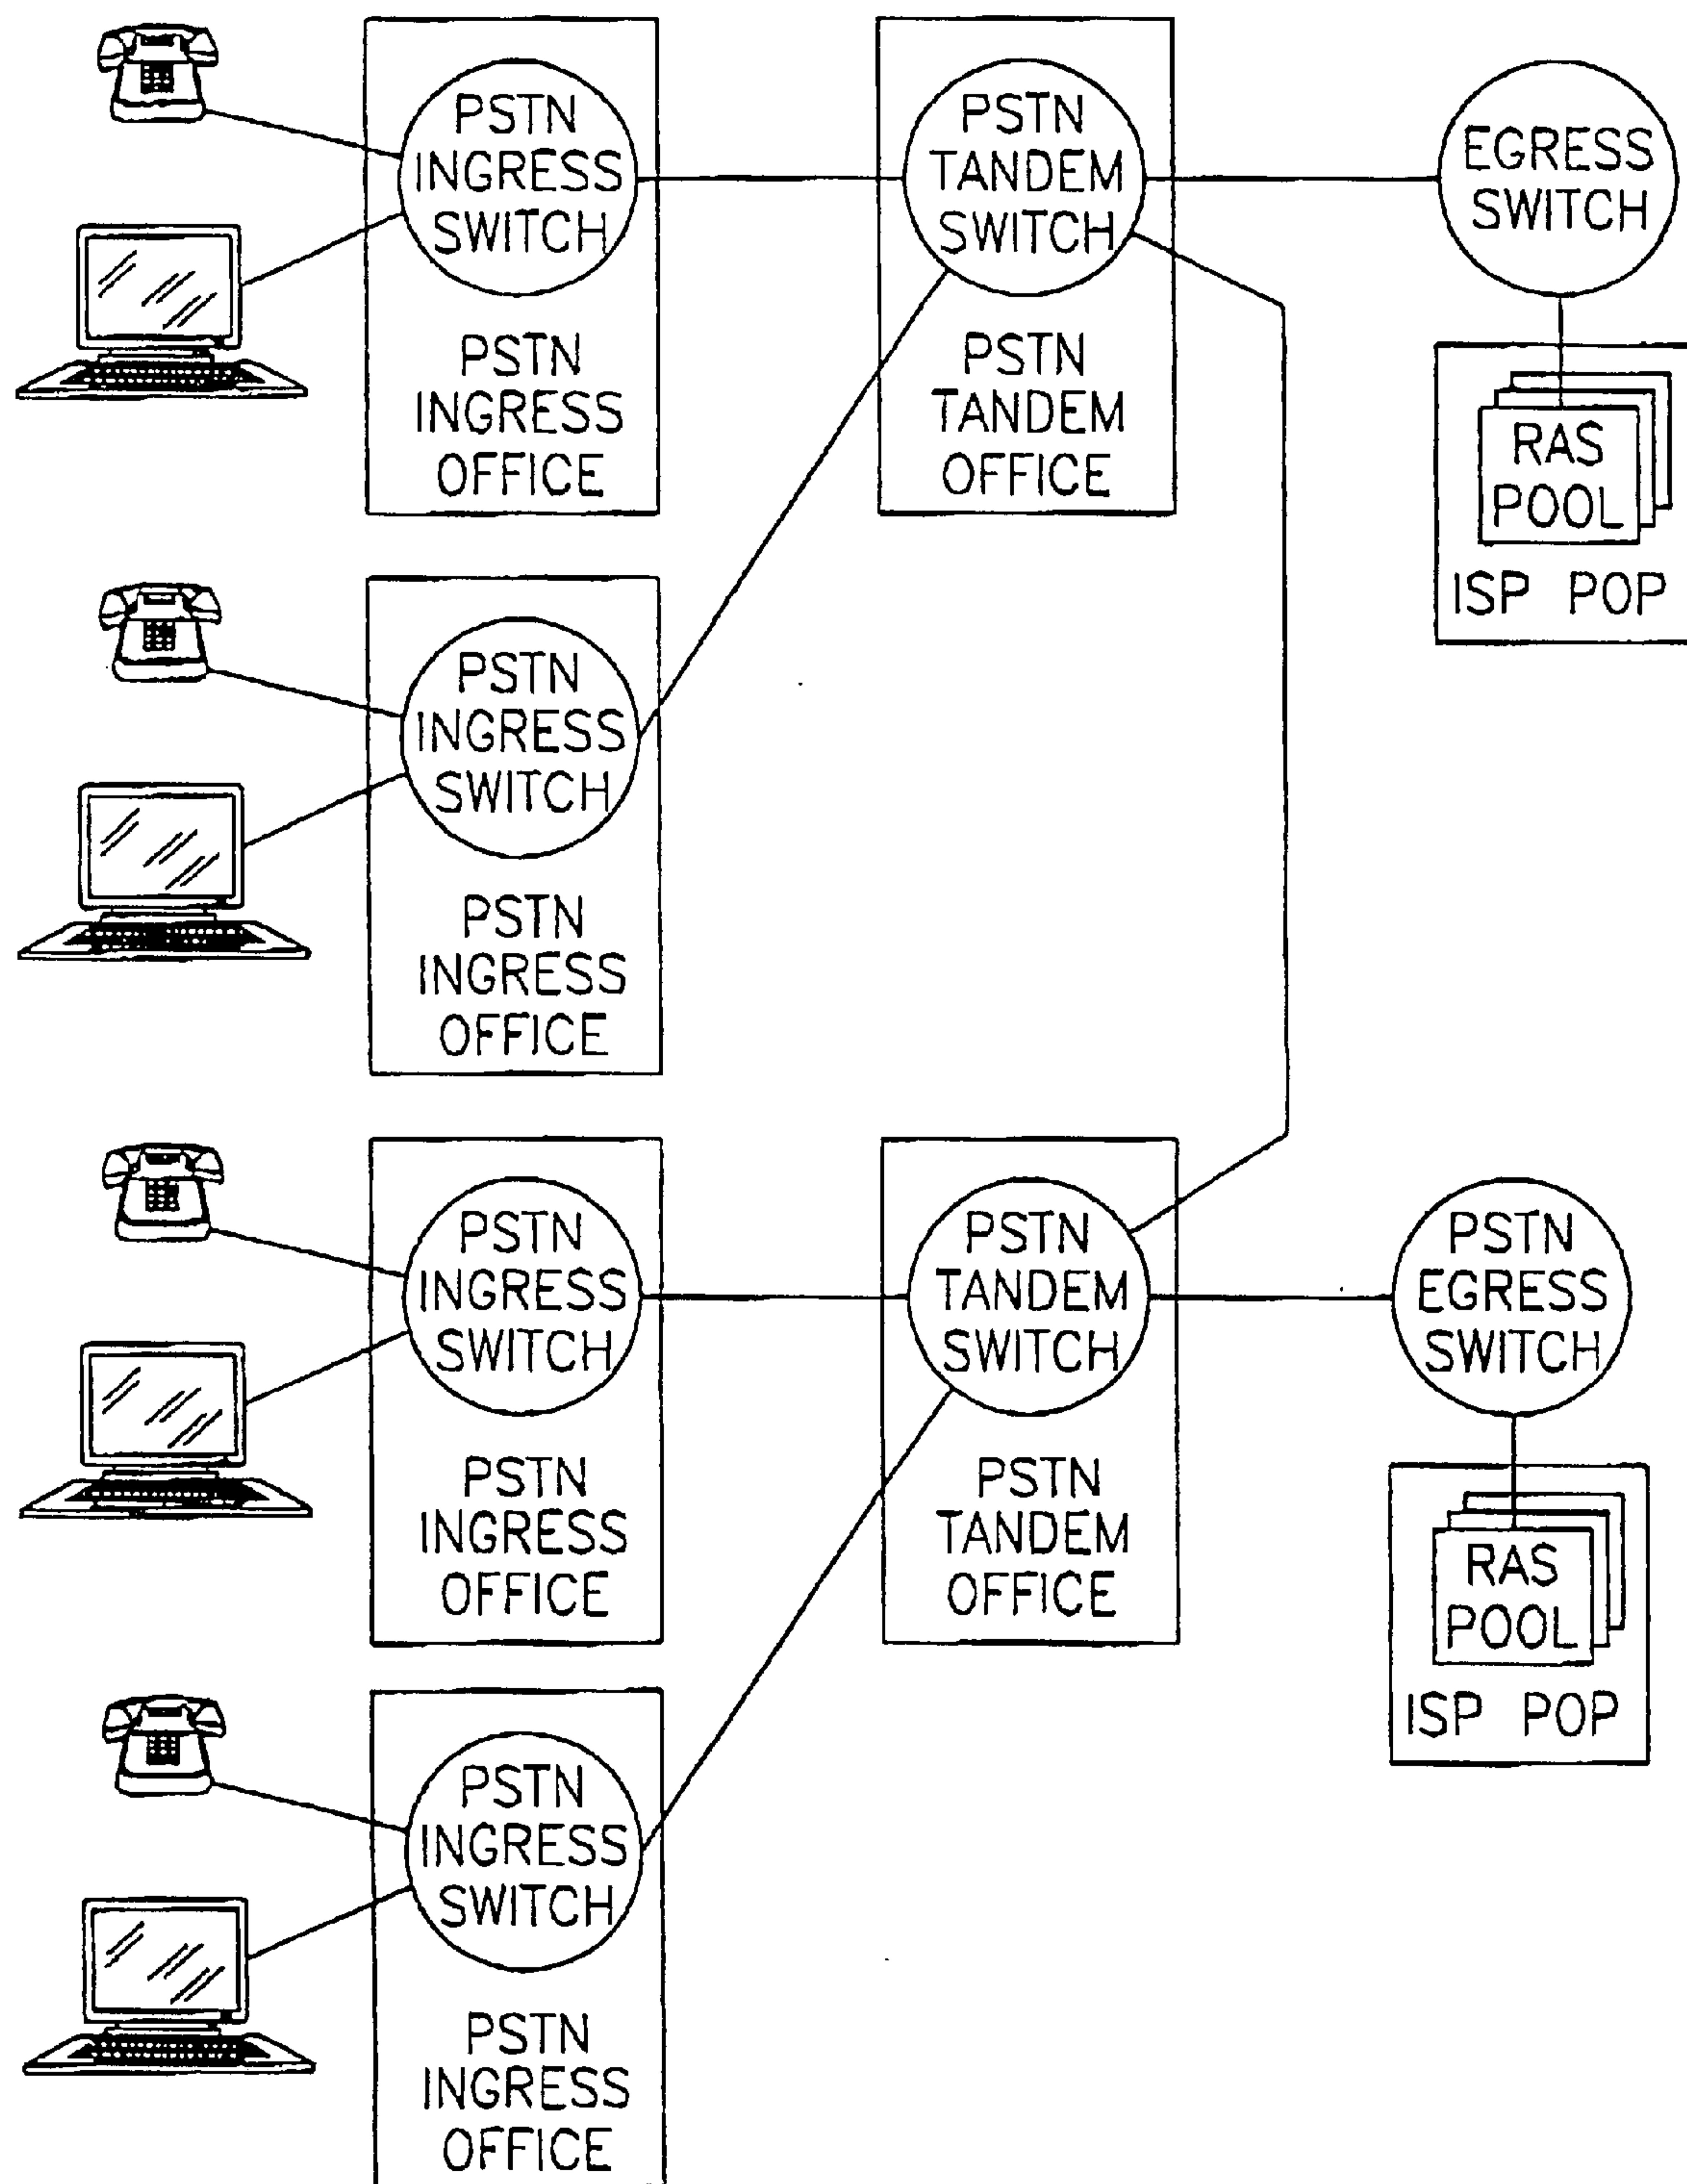 PSTN
INGRESS
SWITCH
PSTN
INGRESS
OFFICE
PSTN
TANDEM
SWITCH
PSTN
TANDEM
OFFICE
EGRESS
SWITCH
RAS
POOL
ISP POP
PSTN
INGRESS
SWITCH
PSTN
INGRESS
OFFICE
PSTN
INGRESS
SWITCH
PSTN
INGRESS
OFFICE
PSTN
TANDEM
SWITCH
PSTN
TANDEM
OFFICE
PSTN
EGRESS
SWITCH
RAS
POOL
ISP POP
PSTN
INGRESS
SWITCH
PSTN
INGRESS
OFFICE